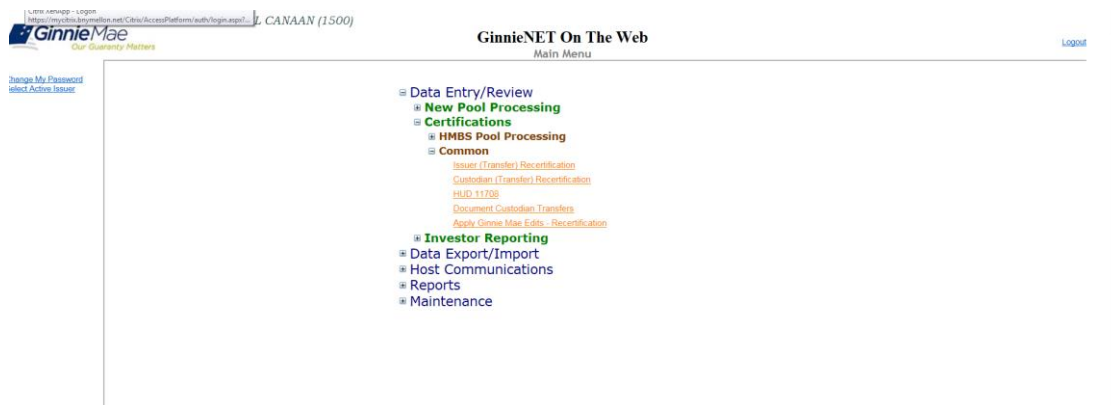 Citrix XenApp - Logon
https://mycitrix.bnymellon.net/Citrix/AccessPlatform/auth/login.aspx?...
L CANAAN (1500)
GinnieMae
Our Guaranty Matters
GinnieNET On The Web
Main Menu
Logout
Change My Password
Select Active Issuer
Data Entry/Review
New Pool Processing
Certifications
HMBS Pool Processing
Common
Issuer (Transfer) Recertification
Custodian (Transfer) Recertification
HUD 11708
Document Custodian Transfers
Apply Ginnie Mae Edits - Recertification
Investor Reporting
Data Export/Import
Host Communications
Reports
Maintenance